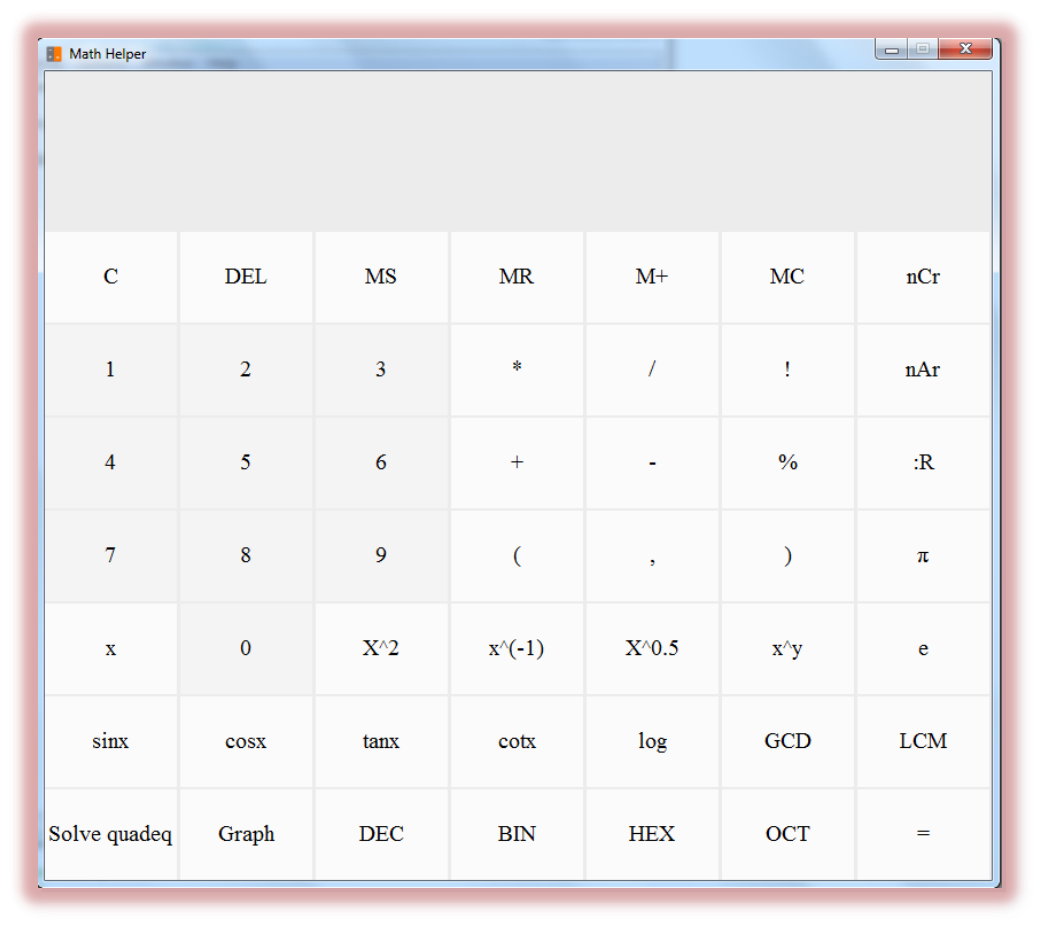 Math Helper
C DEL MS MR M+ MC nCr
1 2 3 * / ! nAr
4 5 6 + - % :R
7 8 9 ( , ) π
x 0 X^2 x^(-1) X^0.5 x^y e
sinx cosx tanx cotx log GCD LCM
Solve quadeq Graph DEC BIN HEX OCT =